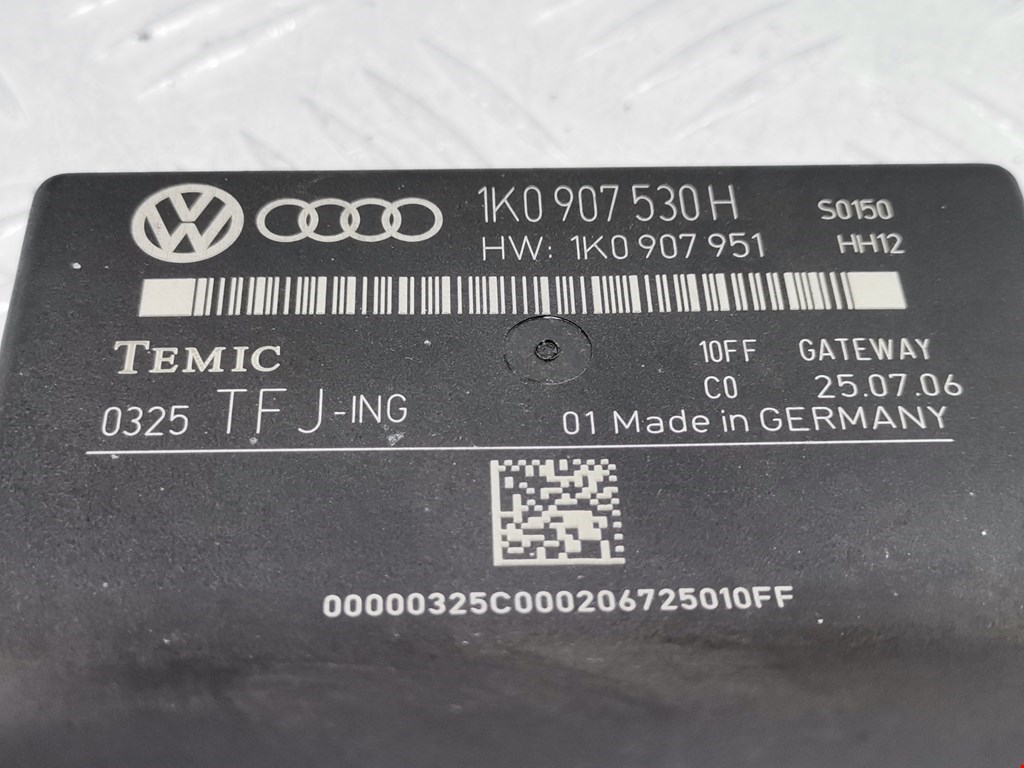 1K0 907 530 H S0150
HW: 1K0 907 951 HH12
TEMIC 10FF GATEWAY
C0 25.07.06
0325 TFJ-ING 01 Made in GERMANY
00000325C000206725010FF